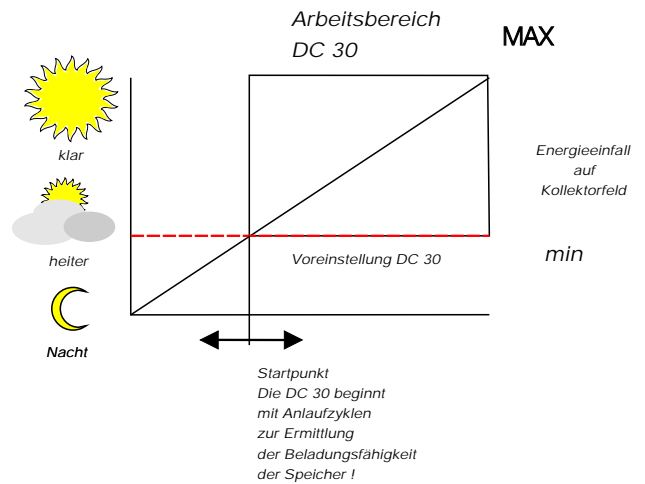 Arbeitsbereich
DC 30
MAX
klar
Energieeinfall
auf
Kollektorfeld
heiter
Voreinstellung DC 30
min
Nacht
Startpunkt
Die DC 30 beginnt
mit Anlaufzyklen
zur Ermittlung
der Beladungsfähigkeit
der Speicher !